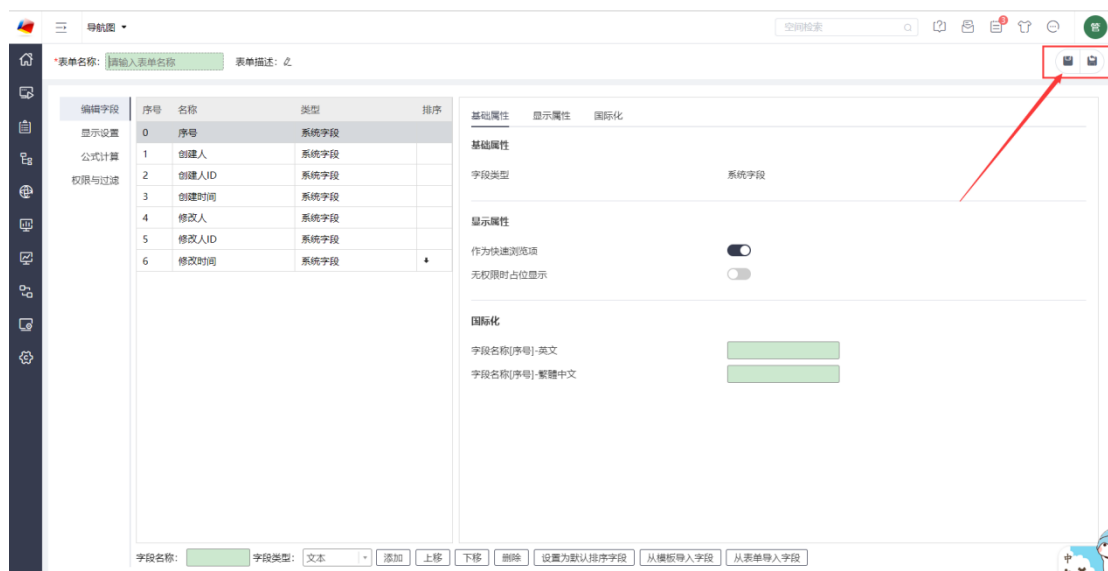 导航图
空间检索
3
管
*表单名称: 请输入表单名称 表单描述:
编辑字段
显示设置
公式计算
权限与过滤
序号 名称 类型 排序
0 序号 系统字段
1 创建人 系统字段
2 创建人ID 系统字段
3 创建时间 系统字段
4 修改人 系统字段
5 修改人ID 系统字段
6 修改时间 系统字段
基础属性 显示属性 国际化
基础属性
字段类型 系统字段
显示属性
作为快速浏览项
无权限时占位显示
国际化
字段名称[序号]-英文
字段名称[序号]-繁體中文
字段名称: 字段类型: 文本 添加 上移 下移 删除 设置为默认排序字段 从模板导入字段 从表单导入字段
中